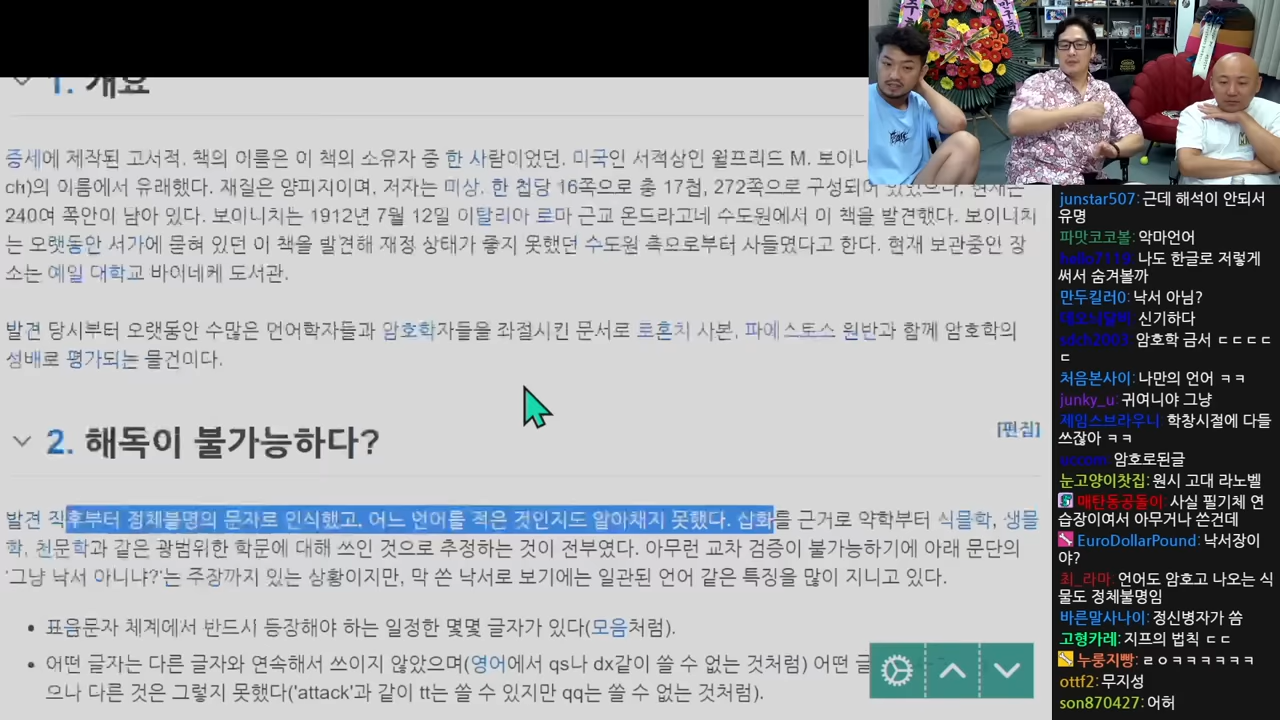 1. 개요
중세에 제작된 고서적. 책의 이름은 이 책의 소유자 중 한 사람이었던. 미국인 서적상인 윌프리드 M. 보이니
ch)의 이름에서 유래했다. 재질은 양피지이며, 저자는 미상. 한 첩당 16쪽으로 총 17첩, 272쪽으로 구성되어 있었으나, 현재는
240여 쪽안이 남아 있다. 보이니치는 1912년 7월 12일 이탈리아 로마 근교 몬드라고네 수도원에서 이 책을 발견했다. 보이니치
는 오랫동안 서가에 묻혀 있던 이 책을 발견해 재정 상태가 좋지 못했던 수도원 측으로부터 사들였다고 한다. 현재 보관중인 장
소는 예일 대학교 바이네케 도서관.
발견 당시부터 오랫동안 수많은 언어학자들과 암호학자들을 좌절시킨 문서로 로혼치 사본, 파에스토스 원반과 함께 암호학의
성배로 평가되는 물건이다.
2. 해독이 불가능하다?
[편집]
발견 직후부터 정체불명의 문자로 인식했고, 어느 언어를 적은 것인지도 알아채지 못했다. 삽화를 근거로 약학부터 식물학, 생물
학, 천문학과 같은 광범위한 학문에 대해 쓰인 것으로 추정하는 것이 전부였다. 아무런 교차 검증이 불가능하기에 아래 문단의
'그냥 낙서 아니냐?'는 주장까지 있는 상황이지만, 막 쓴 낙서로 보기에는 일관된 언어 같은 특징을 많이 지니고 있다.
• 표음문자 체계에서 반드시 등장해야 하는 일정한 몇몇 글자가 있다(모음처럼).
• 어떤 글자는 다른 글자와 연속해서 쓰이지 않았으며(영어에서 qs나 dx같이 쓸 수 없는 것처럼) 어떤 글
으나 다른 것은 그렇지 못했다('attack'과 같이 tt는 쓸 수 있지만 qq는 쓸 수 없는 것처럼).
junstar507: 근데 해석이 안되서
유명
파맛코코볼: 악마언어
hello7119: 나도 한글로 저렇게
써서 숨겨볼까
만두킬러0: 낙서 아님?
신기하다
sdch2003: 암호학 금서 ㄷㄷㄷㄷ
ㄷ
처음본사이: 나만의 언어 ㅋㅋ
junky_u: 귀여니야 그냥
제임스브라우니: 학창시절에 다들
쓰잖아 ㅋㅋ
uccom: 암호로된글
눈고양이찻집: 원시 고대 라노벨
매탄동공돌이: 사실 필기체 연
습장이여서 아무거나 쓴건데
EuroDollarPound: 낙서장이
야?
최_라마: 언어도 암호고 나오는 식
물도 정체불명임
바른말사나이: 정신병자가 씀
고형카레: 지프의 법칙 ㄷㄷ
누룽지빵: ㄹㅇㅋㅋㅋㅋㅋㅋㅋ
ottf2: 무지성
son870427: 어허